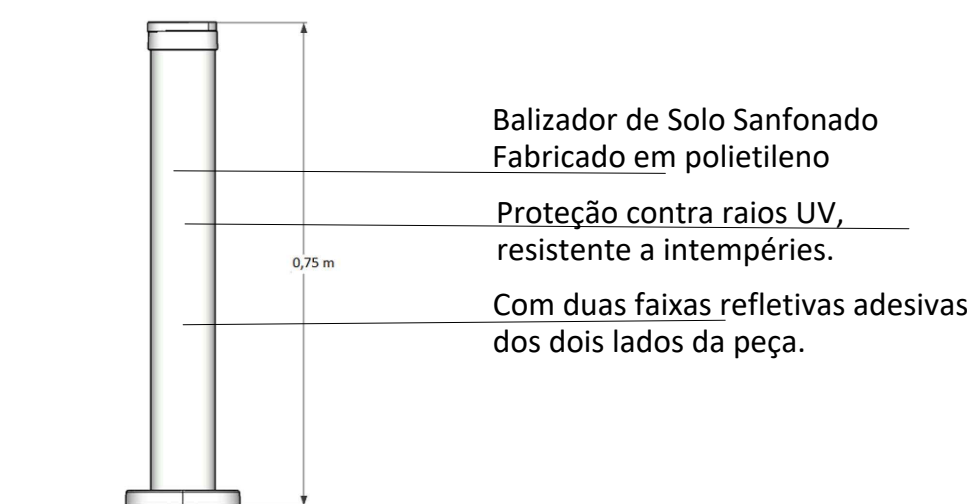 Balizador de Solo Sanfonado
Fabricado em polietileno
Proteção contra raios UV,
resistente a intempéries.
0,75 m
Com duas faixas refletivas adesivas
dos dois lados da peça.